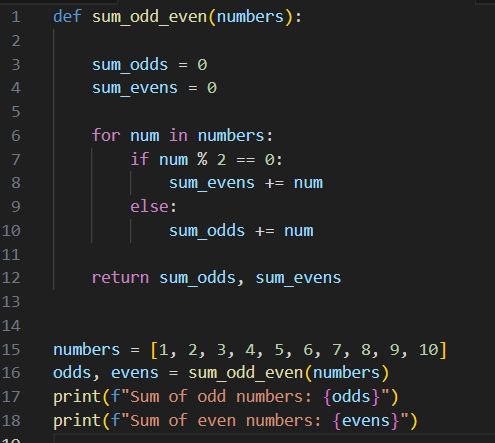 1 def sum_odd_even(numbers):
2
3     sum_odds = 0
4     sum_evens = 0
5
6     for num in numbers:
7         if num % 2 == 0:
8             sum_evens += num
9         else:
10             sum_odds += num
11
12     return sum_odds, sum_evens
13
14
15 numbers = [1, 2, 3, 4, 5, 6, 7, 8, 9, 10]
16 odds, evens = sum_odd_even(numbers)
17 print(f"Sum of odd numbers: {odds}")
18 print(f"Sum of even numbers: {evens}")